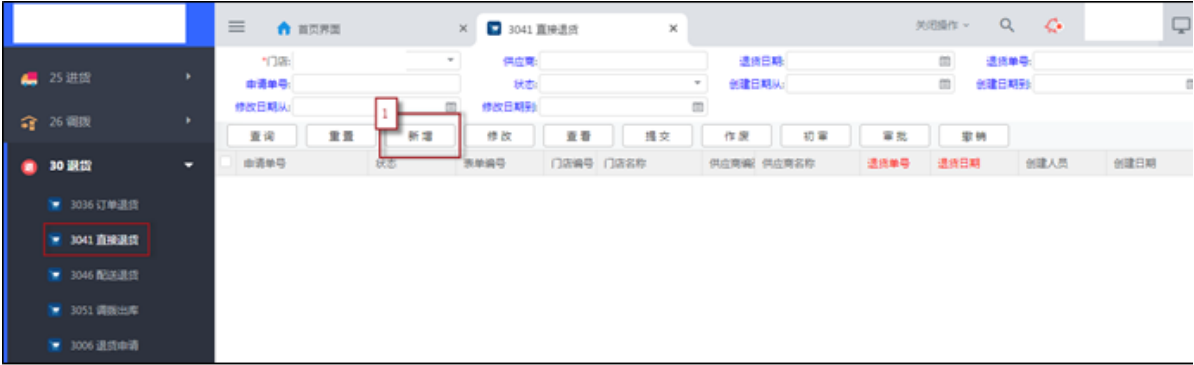 首页界面
3041 直接退货
关闭操作
25 进货
26 调拨
30 退货
3036 订单退货
3041 直接退货
3046 配送退货
3051 调拨出库
3006 退货申请
*门店: 供应商: 退货日期: 退货单号:
申请单号: 状态: 创建日期从: 创建日期到:
修改日期从: 修改日期到:
1
查询 重置 新增 修改 查看 提交 作废 初审 审批 撤销
申请单号 状态 表单编号 门店编号 门店名称 供应商编 供应商名称 退货单号 退货日期 创建人员 创建日期